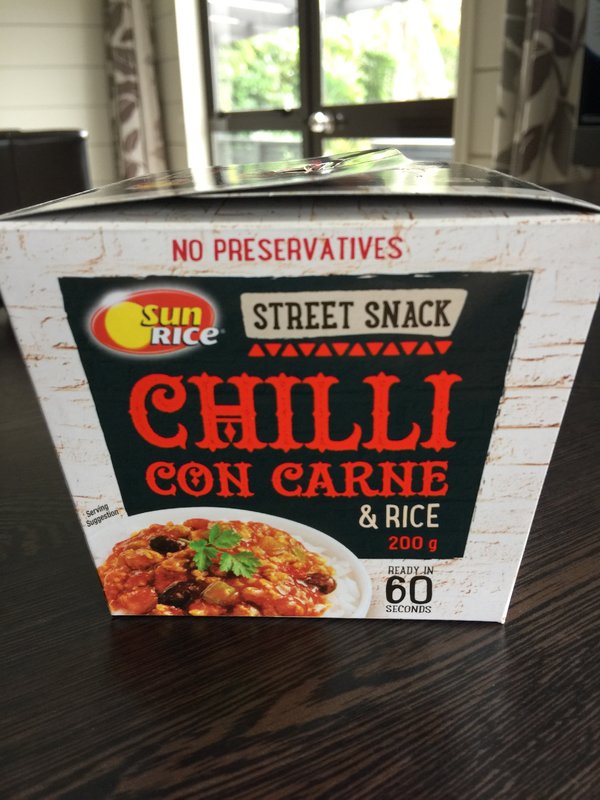 NO PRESERVATIVES
Sun
RICE®
STREET SNACK
CHILLI
CON CARNE
& RICE
200 g
Serving
Suggestion
READY IN
60
SECONDS